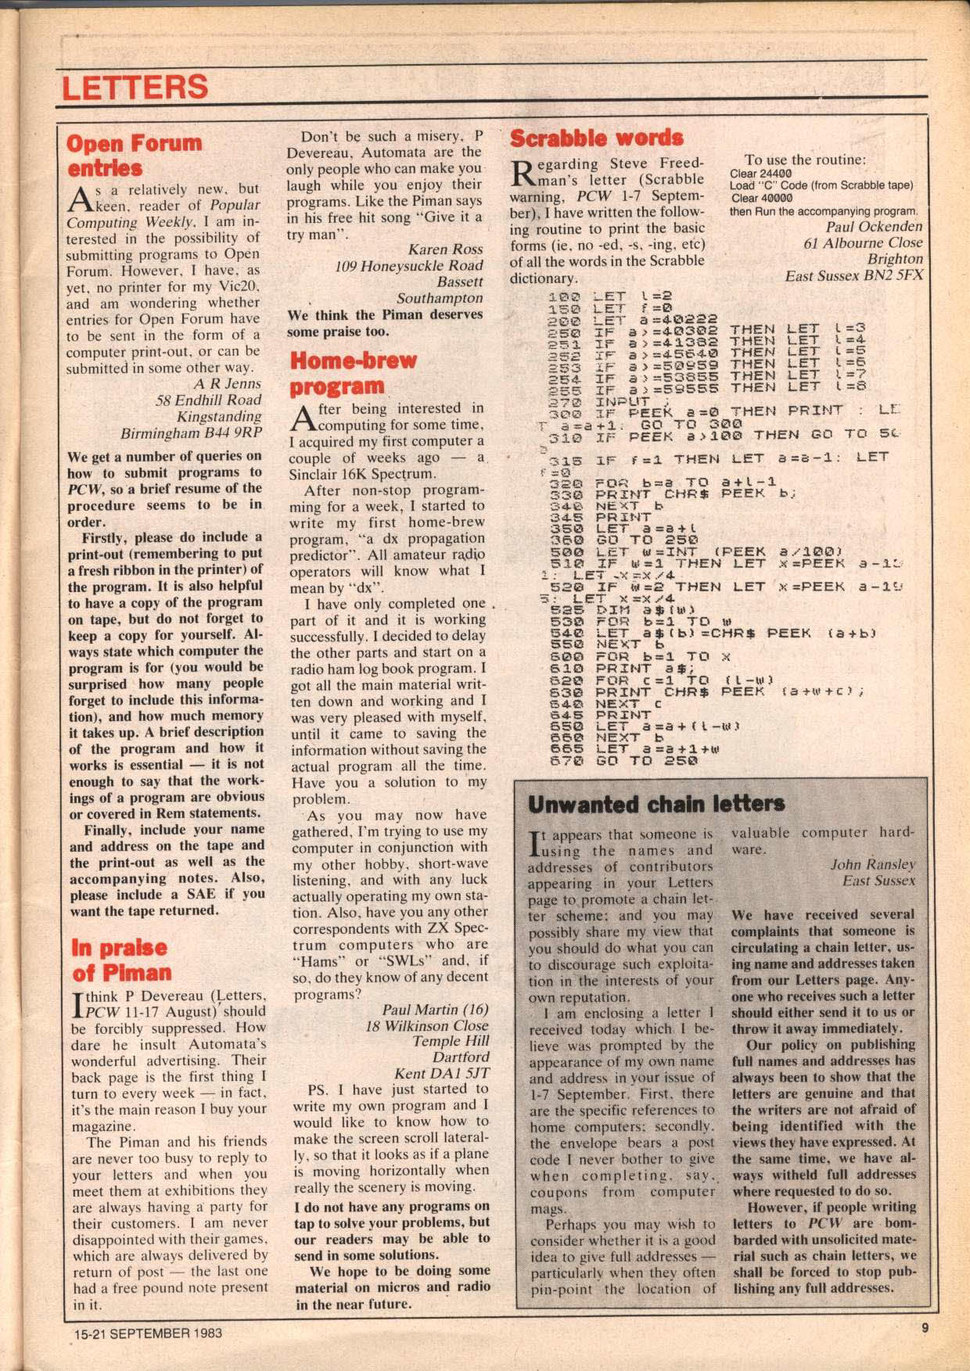 LETTERS
Open Forum
entries
As a relatively new, but
keen, reader of Popular
Computing Weekly, I am in-
terested in the possibility of
submitting programs to Open
Forum. However, I have, as
yet, no printer for my Vic20,
and am wondering whether
entries for Open Forum have
to be sent in the form of a
computer print-out, or can be
submitted in some other way.
A R Jenns
58 Endhill Road
Kingstanding
Birmingham B44 9RP
We get a number of queries on
how to submit programs to
PCW, so a brief resume of the
procedure seems to be in
order.
Firstly, please do include a
print-out (remembering to put
a fresh ribbon in the printer) of
the program. It is also helpful
to have a copy of the program
on tape, but do not forget to
keep a copy for yourself. Al-
ways state which computer the
program is for (you would be
surprised how many people
forget to include this informa-
tion), and how much memory
it takes up. A brief description
of the program and how it
works is essential — it is not
enough to say that the work-
ings of a program are obvious
or covered in Rem statements.
Finally, include your name
and address on the tape and
the print-out as well as the
accompanying notes. Also,
please include a SAE if you
want the tape returned.
In praise
of Piman
I think P Devereau (Letters,
PCW 11-17 August) should
be forcibly suppressed. How
dare he insult Automata's
wonderful advertising. Their
back page is the first thing I
turn to every week — in fact,
it's the main reason I buy your
magazine.
The Piman and his friends
are never too busy to reply to
your letters and when you
meet them at exhibitions they
are always having a party for
their customers. I am never
disappointed with their games,
which are always delivered by
return of post — the last one
had a free pound note present
in it.
Don't be such a misery, P
Devereau, Automata are the
only people who can make you
laugh while you enjoy their
programs. Like the Piman says
in his free hit song "Give it a
try man".
Karen Ross
109 Honeysuckle Road
Bassett
Southampton
We think the Piman deserves
some praise too.
Home-brew
program
After being interested in
computing for some time,
I acquired my first computer a
couple of weeks ago — a
Sinclair 16K Spectrum.
After non-stop program-
ming for a week, I started to
write my first home-brew
program, "a dx propagation
predictor". All amateur radio
operators will know what I
mean by "dx".
I have only completed one
part of it and it is working
successfully. I decided to delay
the other parts and start on a
radio ham log book program. I
got all the main material writ-
ten down and working and I
was very pleased with myself,
until it came to saving the
information without saving the
actual program all the time.
Have you a solution to my
problem.
As you may now have
gathered, I'm trying to use my
computer in conjunction with
my other hobby, short-wave
listening, and with any luck
actually operating my own sta-
tion. Also, have you any other
correspondents with ZX Spec-
trum computers who are
"Hams" or "SWLs" and, if
so, do they know of any decent
programs?
Paul Martin (16)
18 Wilkinson Close
Temple Hill
Dartford
Kent DA1 5JT
PS. I have just started to
write my own program and I
would like to know how to
make the screen scroll lateral-
ly, so that it looks as if a plane
is moving horizontally when
really the scenery is moving.
I do not have any programs on
tap to solve your problems, but
our readers may be able to
send in some solutions.
We hope to be doing some
material on micros and radio
in the near future.
Scrabble words
Regarding Steve Freed-
man's letter (Scrabble
warning, PCW 1-7 Septem-
ber), I have written the follow-
ing routine to print the basic
forms (ie, no -ed, -s, -ing, etc)
of all the words in the Scrabble
dictionary.
To use the routine:
Clear 24400
Load "C" Code (from Scrabble tape)
Clear 40000
then Run the accompanying program.
Paul Ockenden
61 Albourne Close
Brighton
East Sussex BN2 5FX
100 LET l=2
150 LET f=0
200 LET a=40222
250 IF a>=40302 THEN LET l=3
251 IF a>=41382 THEN LET l=4
252 IF a>=45640 THEN LET l=5
253 IF a>=50959 THEN LET l=6
254 IF a>=53855 THEN LET l=7
255 IF a>=59555 THEN LET l=8
270 INPUT ;
300 IF PEEK a=0 THEN PRINT : LE
T a=a+1: GO TO 300
310 IF PEEK a>100 THEN GO TO 50
315 IF f=1 THEN LET a=a-1: LET
f=0
320 FOR b=a TO a+l-1
330 PRINT CHR$ PEEK b;
340 NEXT b
345 PRINT
350 LET a=a+l
360 GO TO 250
500 LET w=INT (PEEK a/100)
510 IF w=1 THEN LET x=PEEK a-11
1: LET x=x/4
520 IF w=2 THEN LET x=PEEK a-19
5: LET x=x/4
525 DIM a$(w)
530 FOR b=1 TO w
540 LET a$(b)=CHR$ PEEK (a+b)
550 NEXT b
600 FOR b=1 TO x
610 PRINT a$;
620 FOR c=1 TO (l-w)
630 PRINT CHR$ PEEK (a+w+c);
640 NEXT c
645 PRINT
650 LET a=a+(l-w)
660 NEXT b
665 LET a=a+1+w
670 GO TO 250
Unwanted chain letters
It appears that someone is
using the names and
addresses of contributors
appearing in your Letters
page to promote a chain let-
ter scheme; and you may
possibly share my view that
you should do what you can
to discourage such exploita-
tion in the interests of your
own reputation.
I am enclosing a letter I
received today which I be-
lieve was prompted by the
appearance of my own name
and address in your issue of
1-7 September. First, there
are the specific references to
home computers; secondly,
the envelope bears a post
code I never bother to give
when completing, say,
coupons from computer
mags.
Perhaps you may wish to
consider whether it is a good
idea to give full addresses —
particularly when they often
pin-point the location of
valuable computer hard-
ware.
John Ransley
East Sussex
We have received several
complaints that someone is
circulating a chain letter, us-
ing name and addresses taken
from our Letters page. Any-
one who receives such a letter
should either send it to us or
throw it away immediately.
Our policy on publishing
full names and addresses has
always been to show that the
letters are genuine and that
the writers are not afraid of
being identified with the
views they have expressed. At
the same time, we have al-
ways witheld full addresses
where requested to do so.
However, if people writing
letters to PCW are bom-
barded with unsolicited mate-
rial such as chain letters, we
shall be forced to stop pub-
lishing any full addresses.
15-21 SEPTEMBER 1983
9